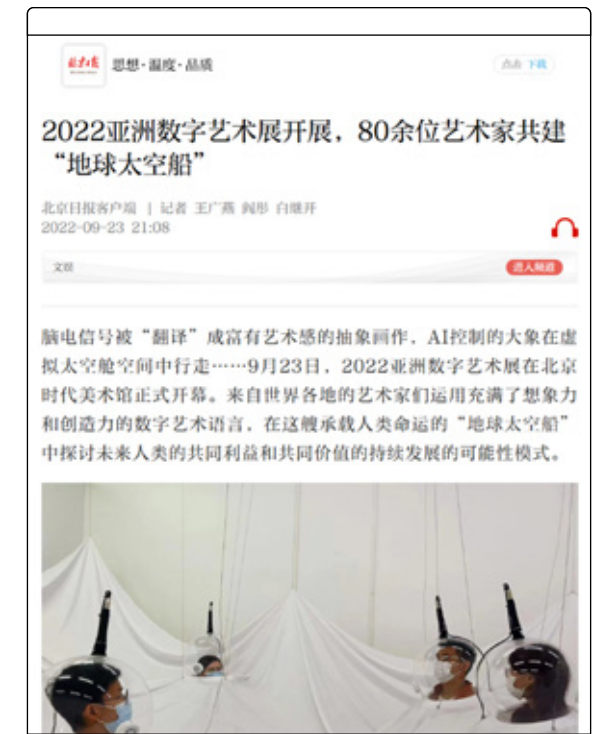 北京日报
思想·温度·品质
点击 下载
2022亚洲数字艺术展开展，80余位艺术家共建
“地球太空船”
北京日报客户端 | 记者 王广燕 阎彤 白继开
2022-09-23 21:08
文娱
进入频道
脑电信号被“翻译”成富有艺术感的抽象画作，AI控制的大象在虚
拟太空舱空间中行走……9月23日，2022亚洲数字艺术展在北京
时代美术馆正式开幕。来自世界各地的艺术家们运用充满了想象力
和创造力的数字艺术语言，在这艘承载人类命运的“地球太空船”
中探讨未来人类的共同利益和共同价值的持续发展的可能性模式。